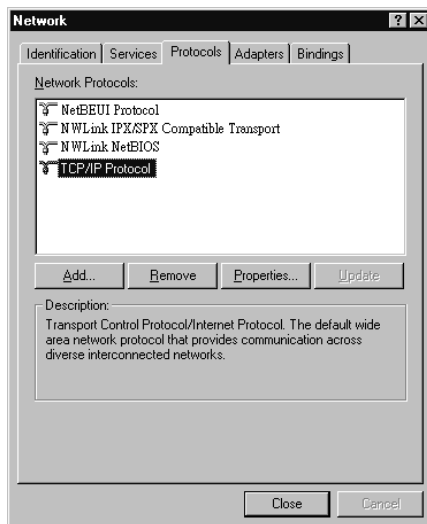 Network
Identification Services Protocols Adapters Bindings
Network Protocols:
NetBEUI Protocol
NWLink IPX/SPX Compatible Transport
NWLink NetBIOS
TCP/IP Protocol
Add... Remove Properties... Update
Description:
Transport Control Protocol/Internet Protocol. The default wide
area network protocol that provides communication across
diverse interconnected networks.
Close Cancel